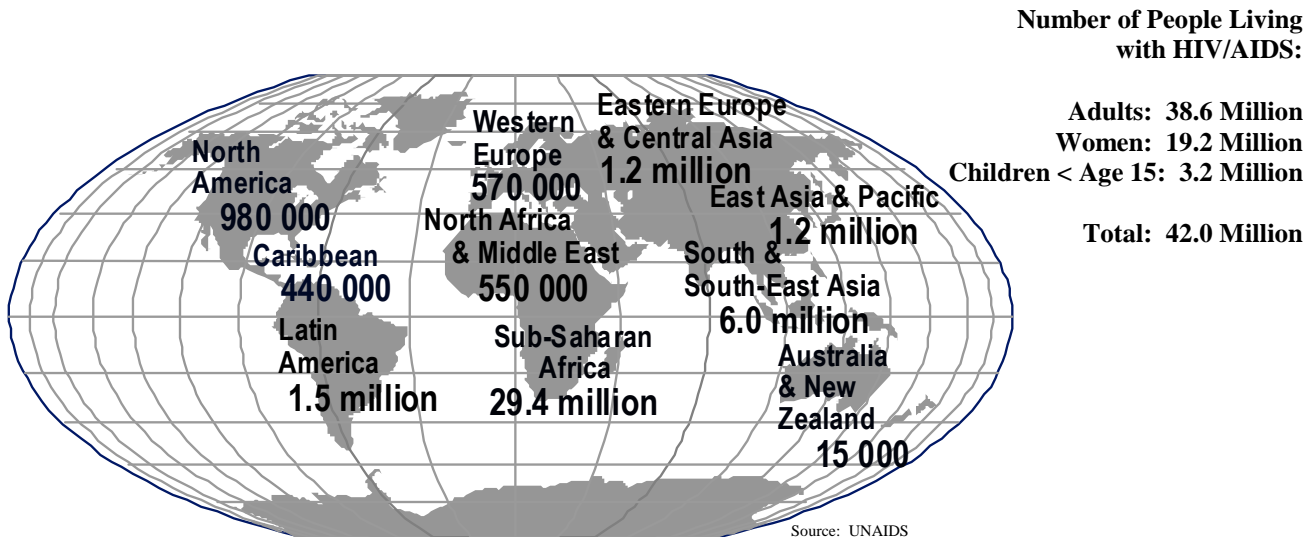 Number of People Living
with HIV/AIDS:
Adults: 38.6 Million
Women: 19.2 Million
Children < Age 15: 3.2 Million
Total: 42.0 Million
North
America
980 000
Caribbean
440 000
Latin
America
1.5 million
Western
Europe
570 000
North Africa
& Middle East
550 000
Sub-Saharan
Africa
29.4 million
Eastern Europe
& Central Asia
1.2 million
East Asia & Pacific
1.2 million
South &
South-East Asia
6.0 million
Australia
& New
Zealand
15 000
Source: UNAIDS